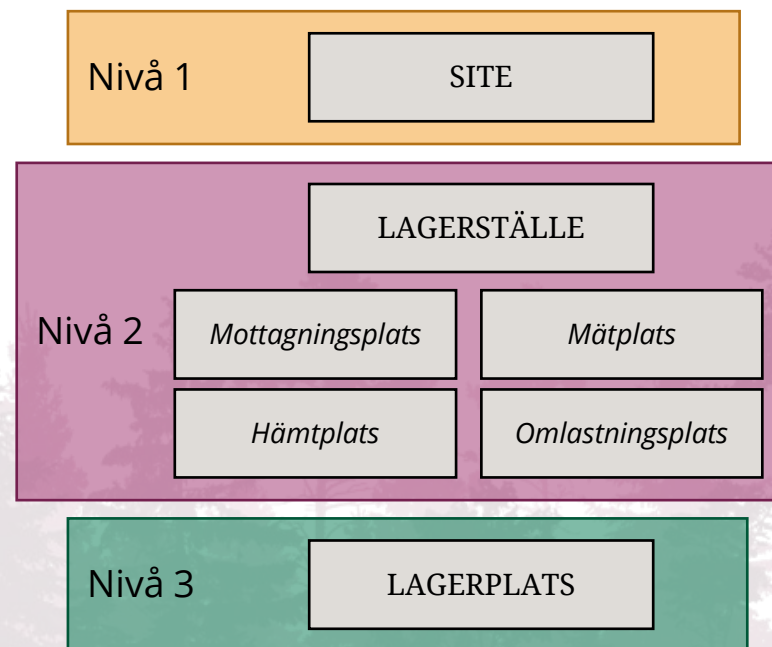 Nivå 1
SITE
LAGERSTÄLLE
Nivå 2
Mottagningsplats
Mätplats
Hämtplats
Omlastningsplats
Nivå 3
LAGERPLATS